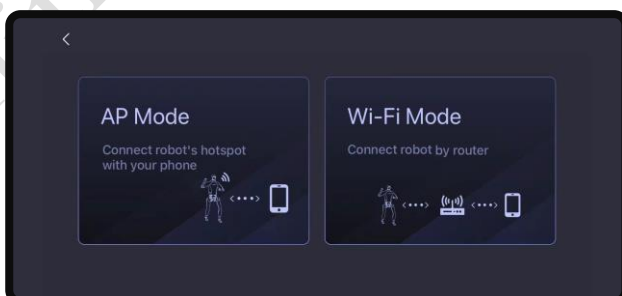 AP Mode
Connect robot's hotspot
with your phone
Wi-Fi Mode
Connect robot by router